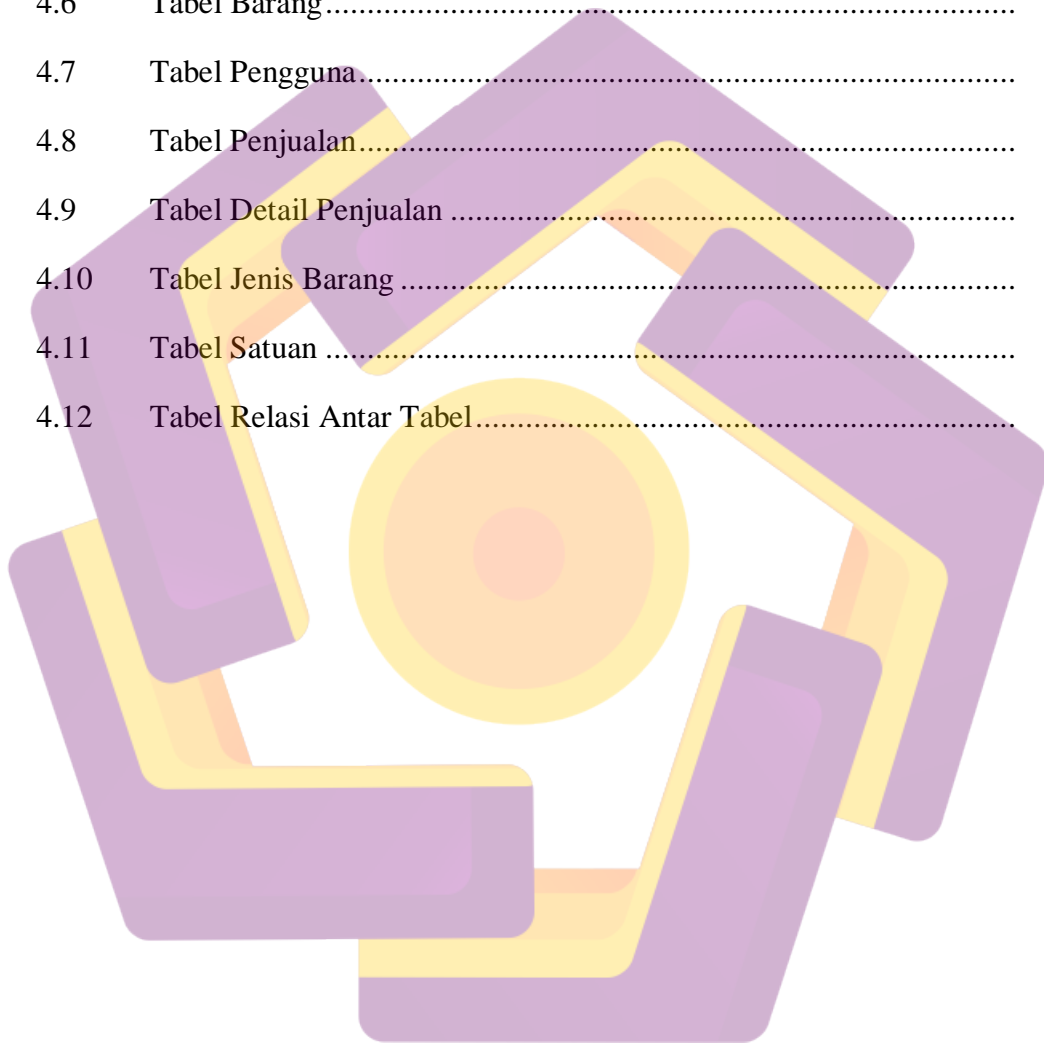 4.6 Tabel Barang....................................................................................
4.7 Tabel Pengguna................................................................................
4.8 Tabel Penjualan................................................................................
4.9 Tabel Detail Penjualan .....................................................................
4.10 Tabel Jenis Barang ...........................................................................
4.11 Tabel Satuan ....................................................................................
4.12 Tabel Relasi Antar Tabel..................................................................